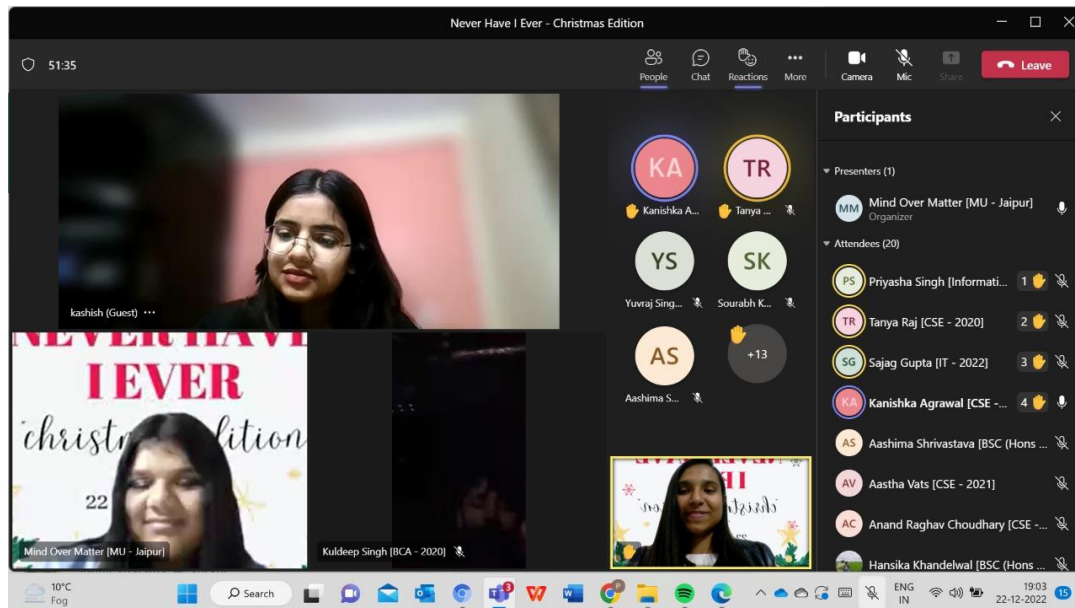 Never Have I Ever - Christmas Edition
51:35
People
Chat
Reactions
More
Camera
Mic
Share
Leave
kashish (Guest) •••
NEVER HAVE
I EVER
christm dition
22
Mind Over Matter [MU - Jaipur]
Kuldeep Singh [BCA - 2020]
KA
Kanishka A...
TR
Tanya ...
YS
Yuvraj Sing...
SK
Sourabh K...
AS
Aashima S...
+13
Participants
Presenters (1)
MM
Mind Over Matter [MU - Jaipur]
Organizer
Attendees (20)
PS Priyasha Singh [Informati... 1
TR Tanya Raj [CSE - 2020] 2
SG Sajag Gupta [IT - 2022] 3
KA Kanishka Agrawal [CSE -... 4
AS Aashima Shrivastava [BSC (Hons ...
AV Aastha Vats [CSE - 2021]
AC Anand Raghav Choudhary [CSE -...
Hansika Khandelwal [BSC (Hons ...
10°C
Fog
Search
3
W
P
ENG
IN
19:03
22-12-2022
15